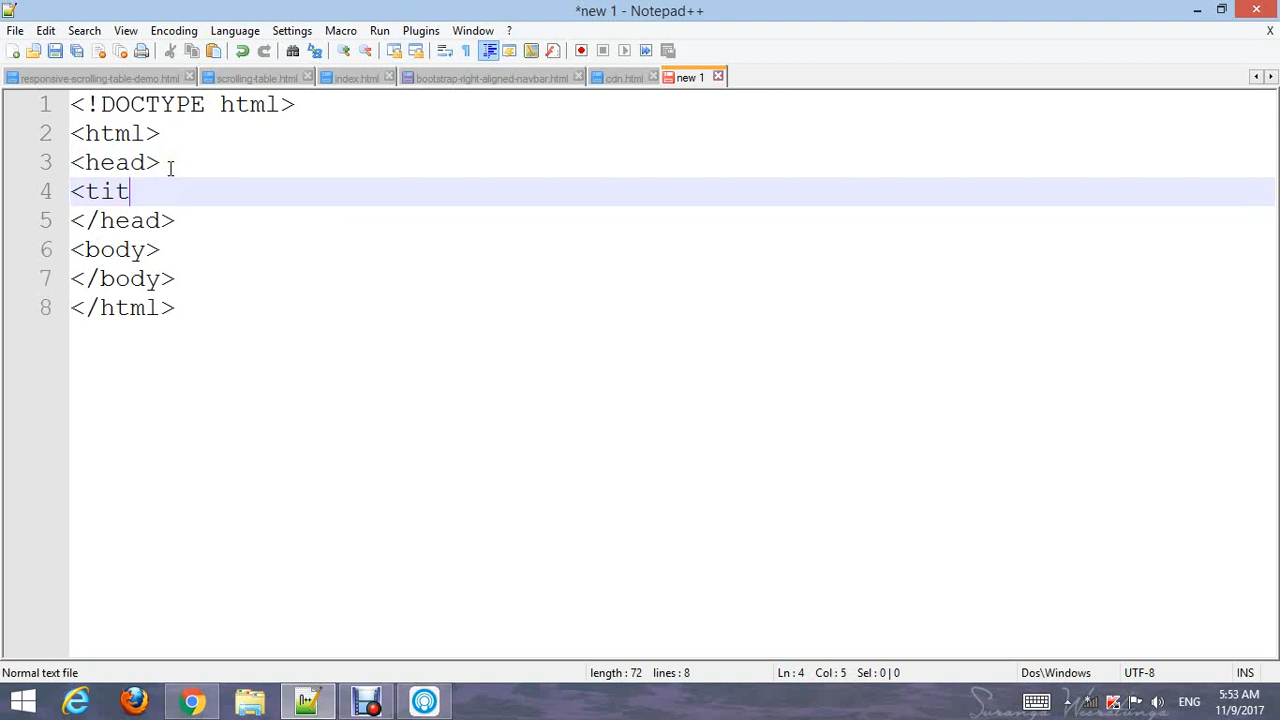 *new 1 - Notepad++
File Edit Search View Encoding Language Settings Macro Run Plugins Window ? X
responsive-scrolling-table-demo.html scrolling-table.html index.html bootstrap-right-aligned-navbar.html cdn.html new 1
1 <!DOCTYPE html>
2 <html>
3 <head>
4 <tit
5 </head>
6 <body>
7 </body>
8 </html>
Normal text file length : 72 lines : 8 Ln : 4 Col : 5 Sel : 0 | 0 Dos\Windows UTF-8 INS
Suranga Weeratunga
ENG
5:53 AM
11/9/2017